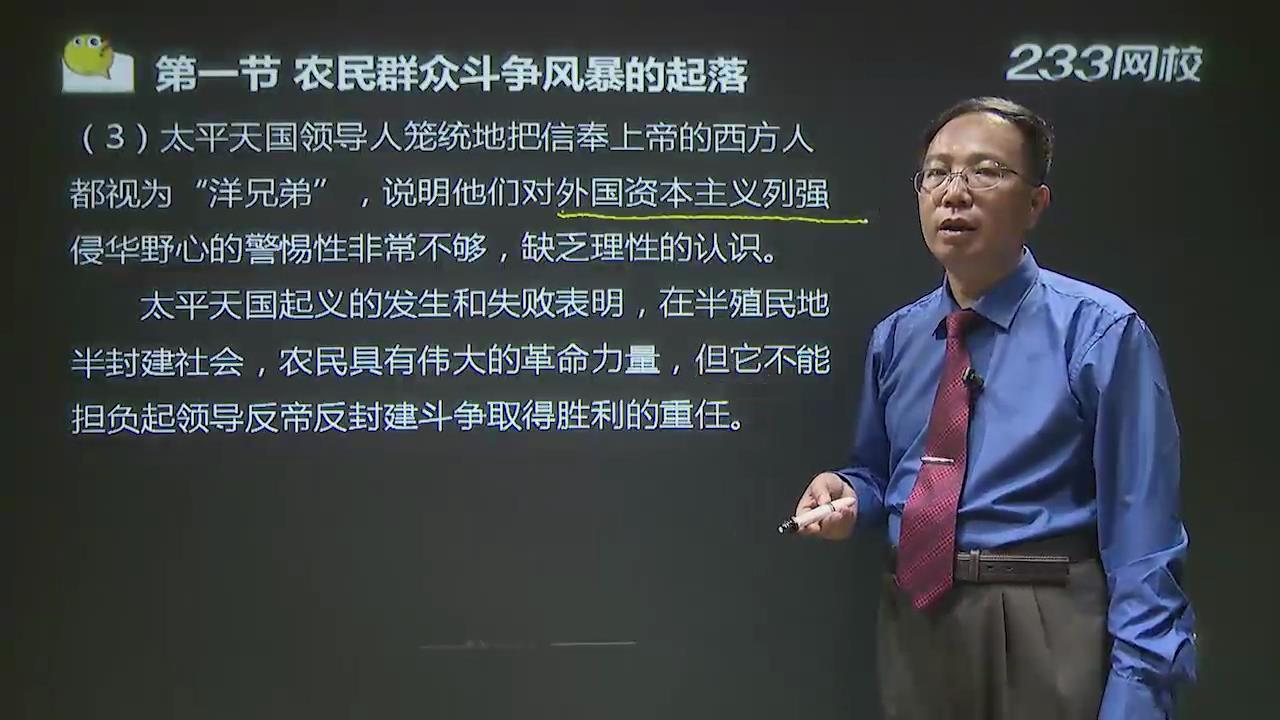 第一节 农民群众斗争风暴的起落
233网校
（3）太平天国领导人笼统地把信奉上帝的西方人
都视为“洋兄弟”，说明他们对外国资本主义列强
侵华野心的警惕性非常不够，缺乏理性的认识。
太平天国起义的发生和失败表明，在半殖民地
半封建社会，农民具有伟大的革命力量，但它不能
担负起领导反帝反封建斗争取得胜利的重任。